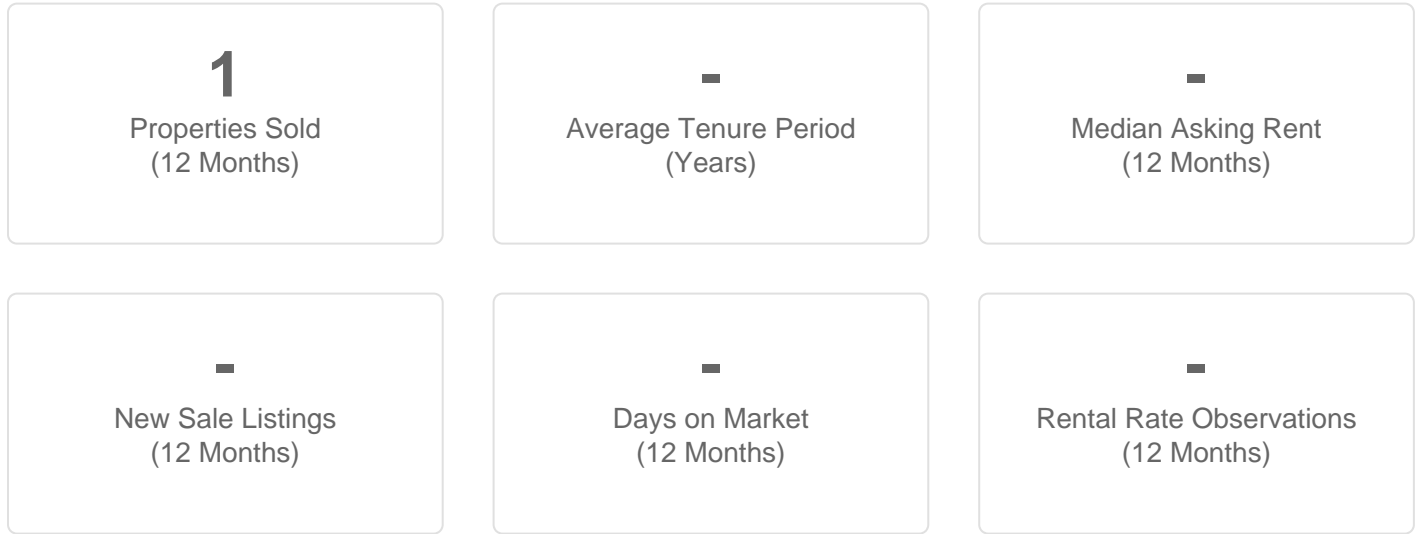 1
Properties Sold
(12 Months)
-
Average Tenure Period
(Years)
-
Median Asking Rent
(12 Months)
-
New Sale Listings
(12 Months)
-
Days on Market
(12 Months)
-
Rental Rate Observations
(12 Months)